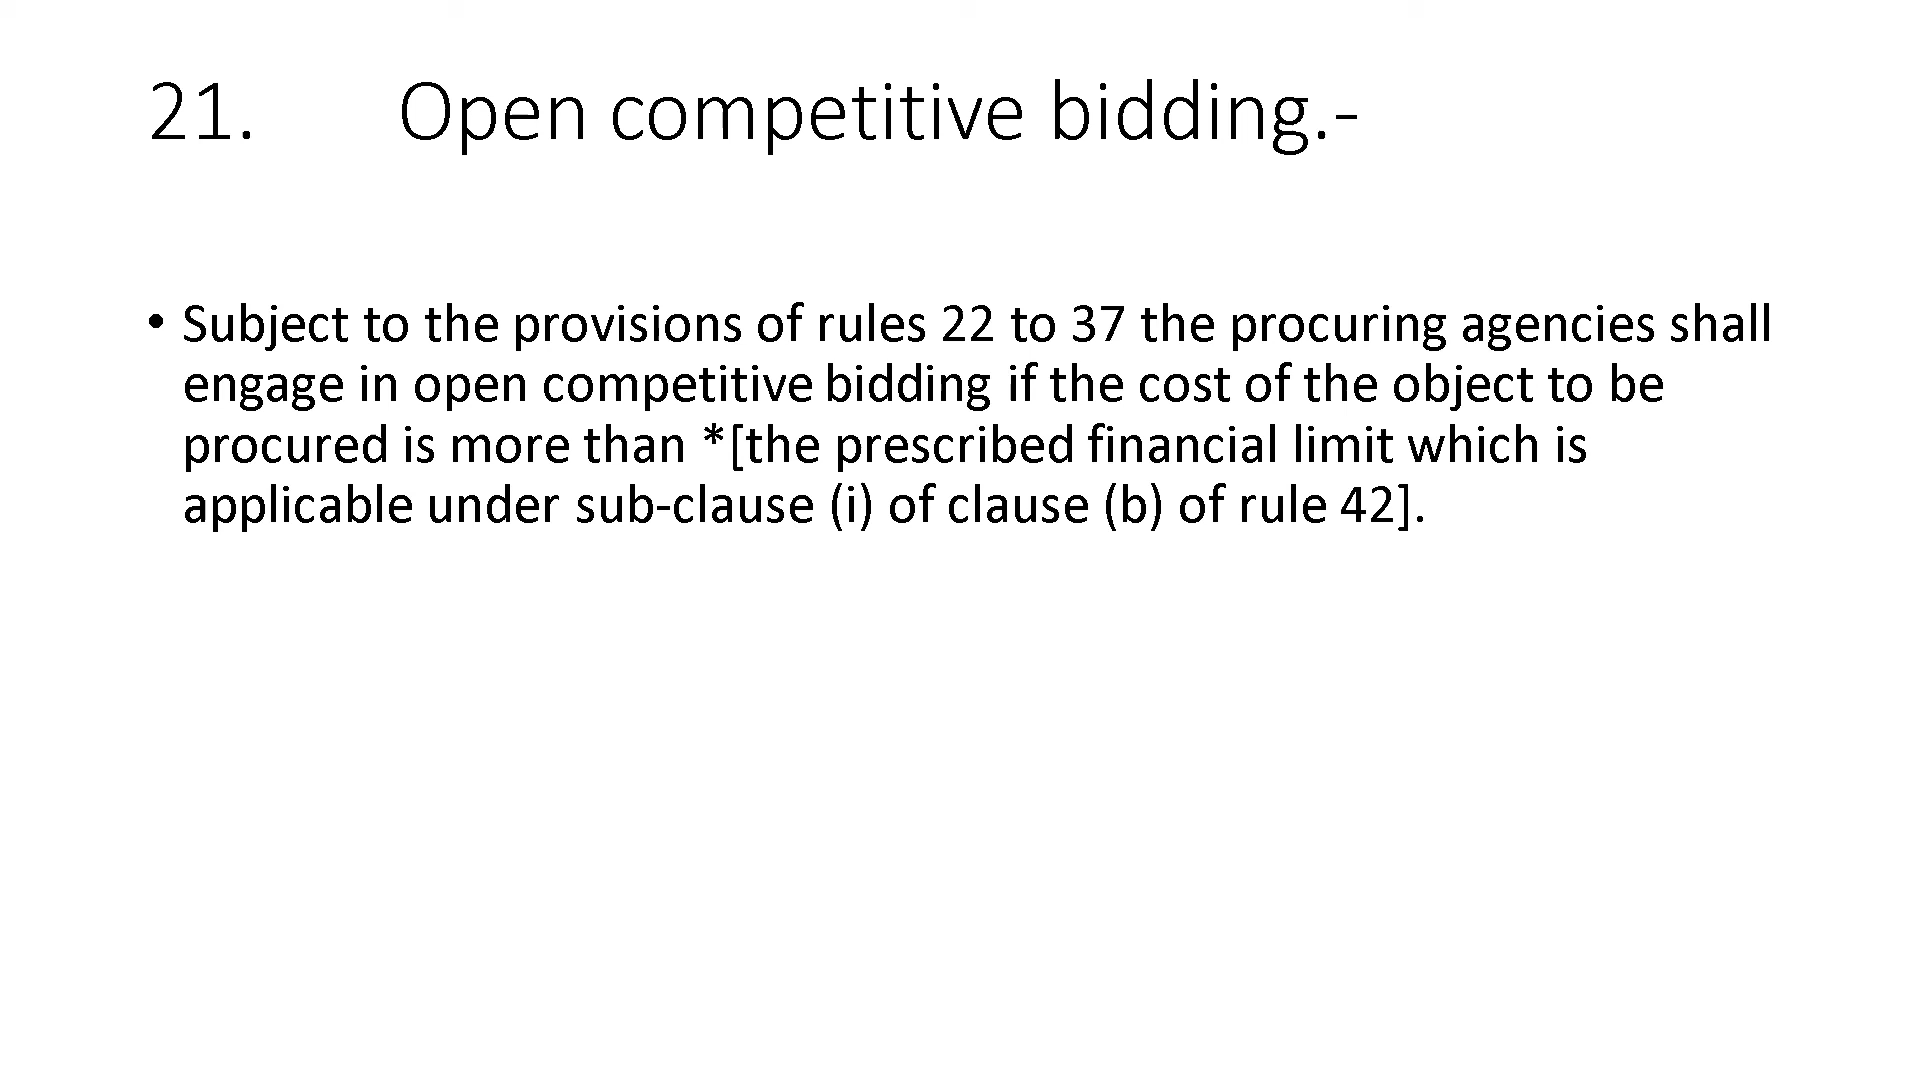 21. Open competitive bidding.-
• Subject to the provisions of rules 22 to 37 the procuring agencies shall
engage in open competitive bidding if the cost of the object to be
procured is more than *[the prescribed financial limit which is
applicable under sub-clause (i) of clause (b) of rule 42].